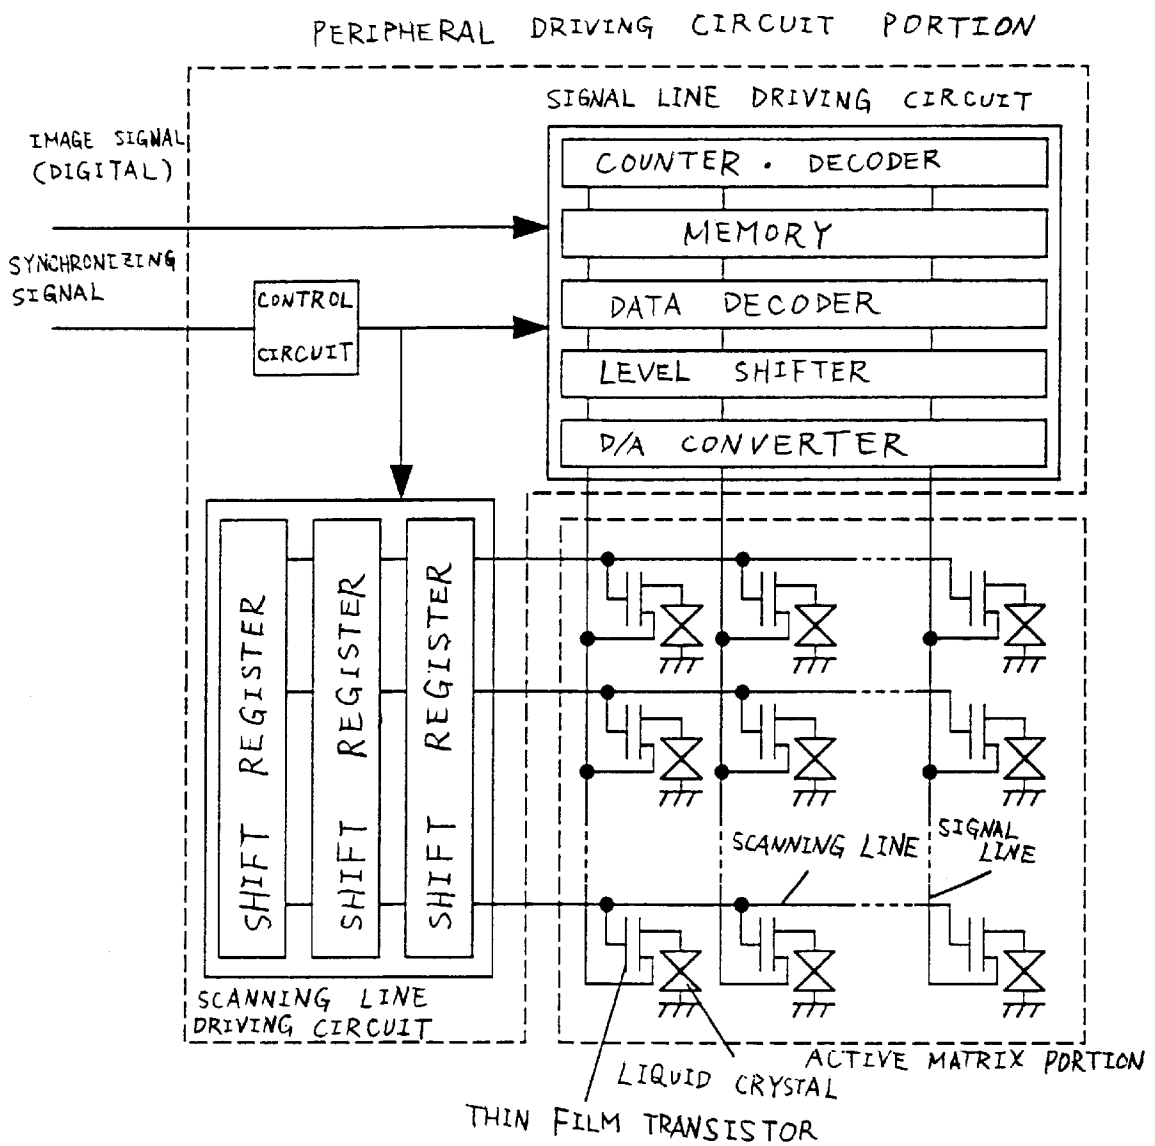 PERIPHERAL DRIVING CIRCUIT PORTION
SIGNAL LINE DRIVING CIRCUIT
IMAGE SIGNAL
(DIGITAL)
COUNTER · DECODER
MEMORY
SYNCHRONIZING
SIGNAL
CONTROL
CIRCUIT
DATA DECODER
LEVEL SHIFTER
D/A CONVERTER
SHIFT REGISTER
SHIFT REGISTER
SHIFT REGISTER
SCANNING LINE
SIGNAL
LINE
SCANNING LINE
DRIVING CIRCUIT
ACTIVE MATRIX PORTION
LIQUID CRYSTAL
THIN FILM TRANSISTOR